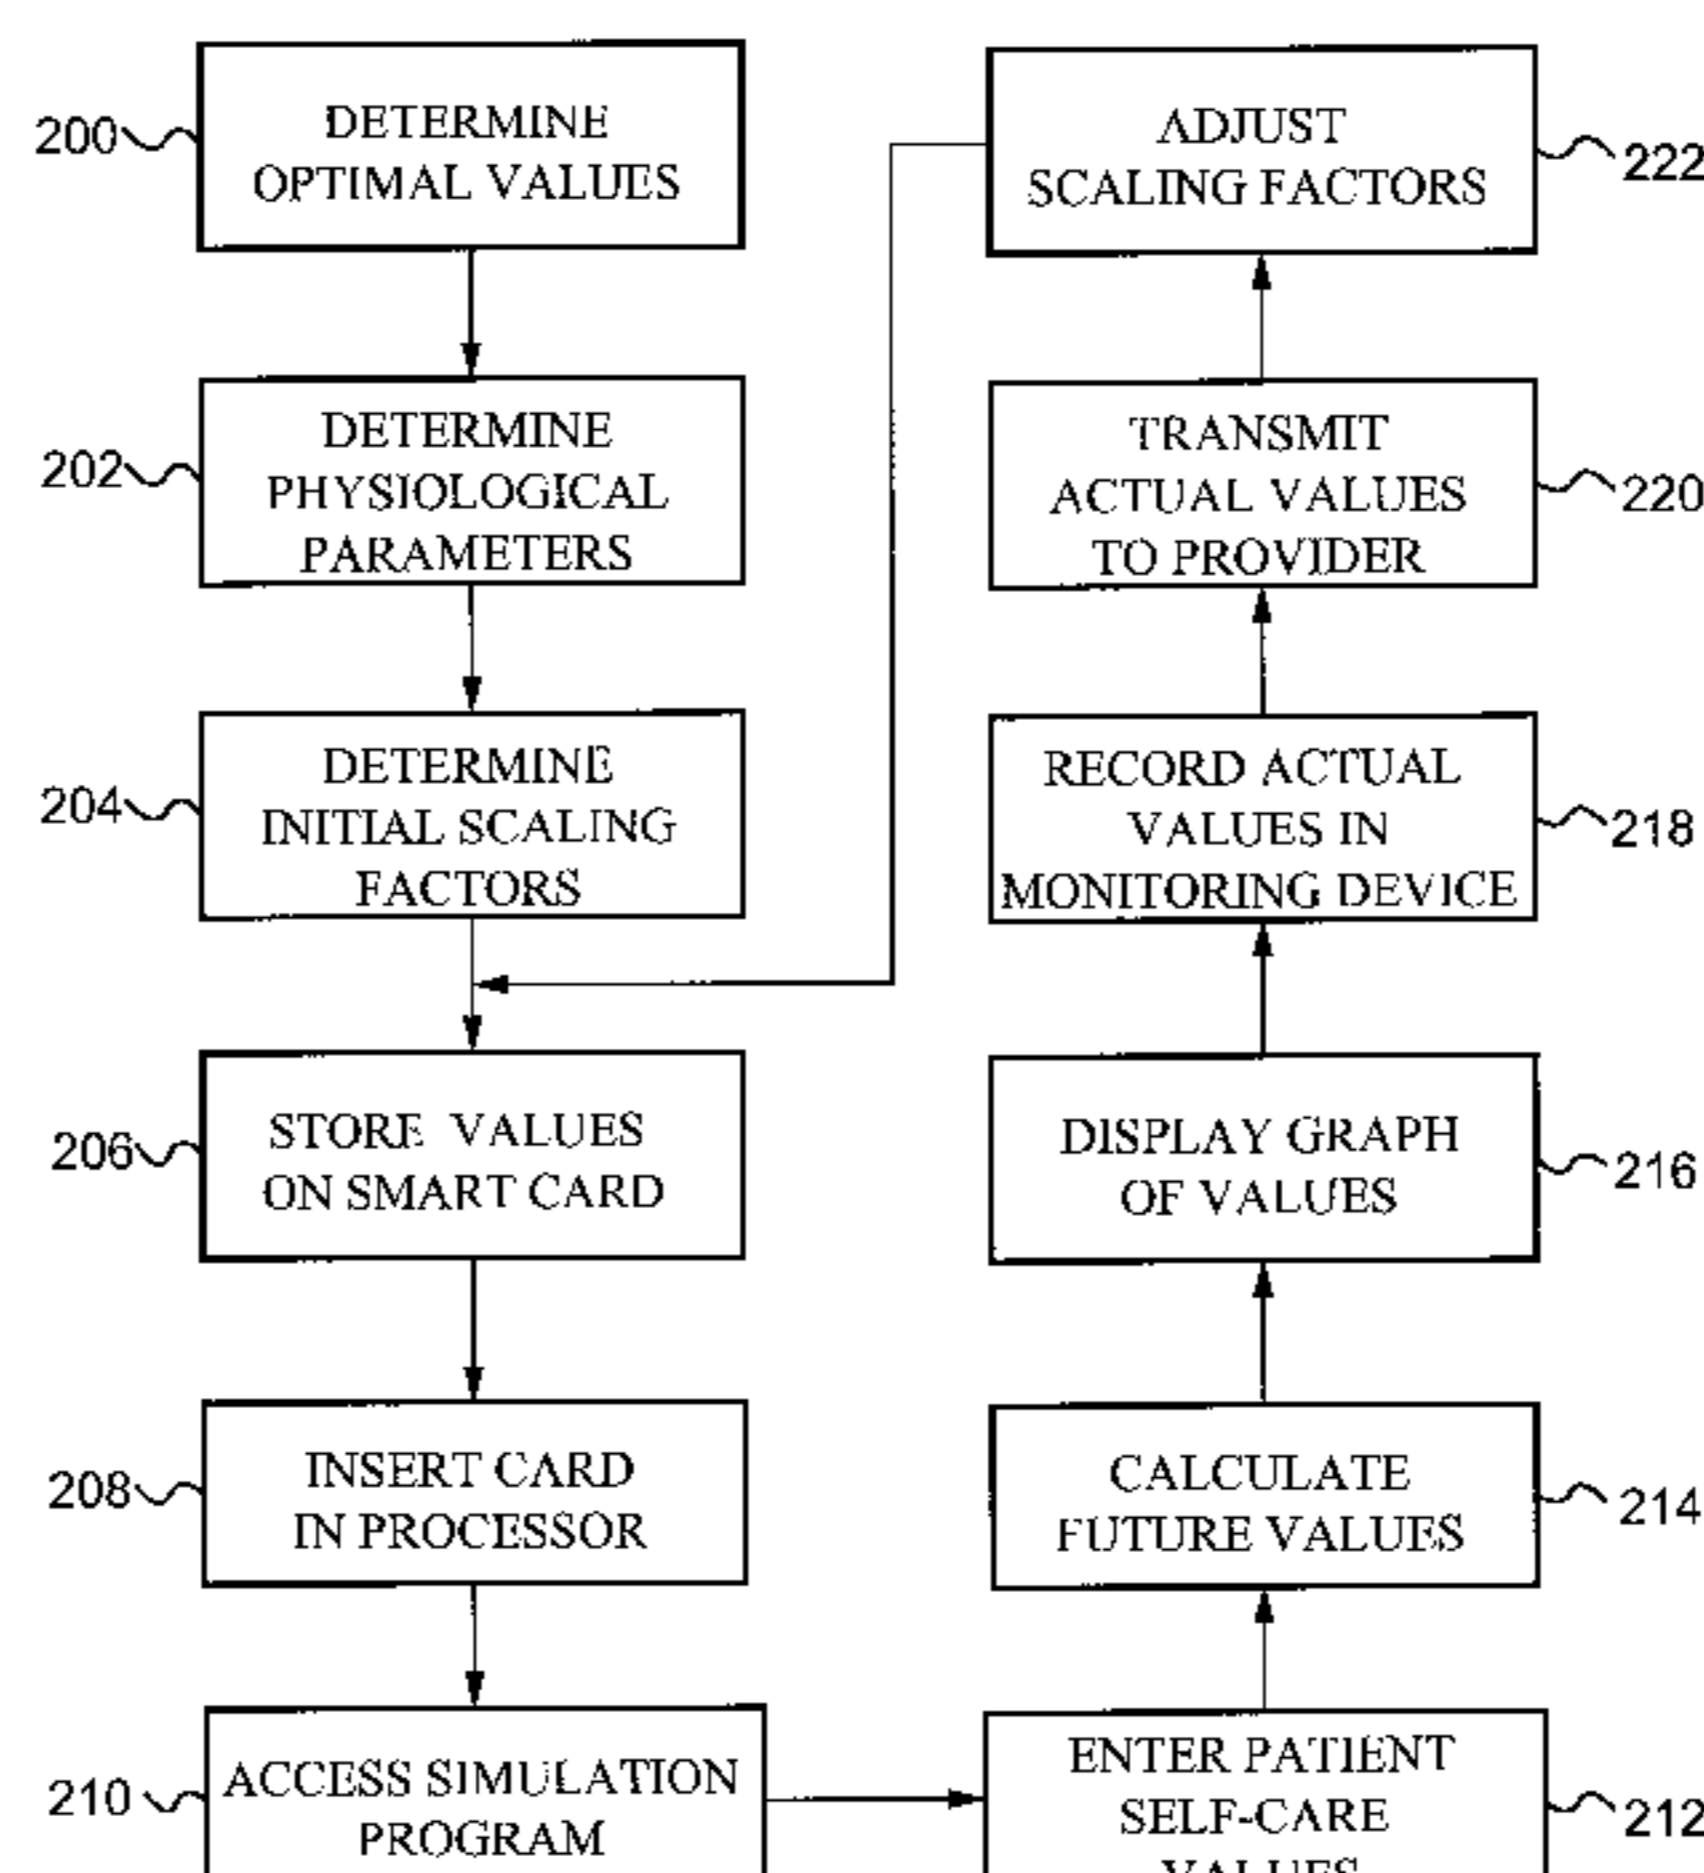 200
DETERMINE
OPTIMAL VALUES
202
DETERMINE
PHYSIOLOGICAL
PARAMETERS
204
DETERMINE
INITIAL SCALING
FACTORS
206
STORE VALUES
ON SMART CARD
208
INSERT CARD
IN PROCESSOR
210
ACCESS SIMULATION
PROGRAM
ENTER PATIENT
SELF-CARE
VALUES
212
CALCULATE
FUTURE VALUES
214
DISPLAY GRAPH
OF VALUES
216
RECORD ACTUAL
VALUES IN
MONITORING DEVICE
218
TRANSMIT
ACTUAL VALUES
TO PROVIDER
220
ADJUST
SCALING FACTORS
222